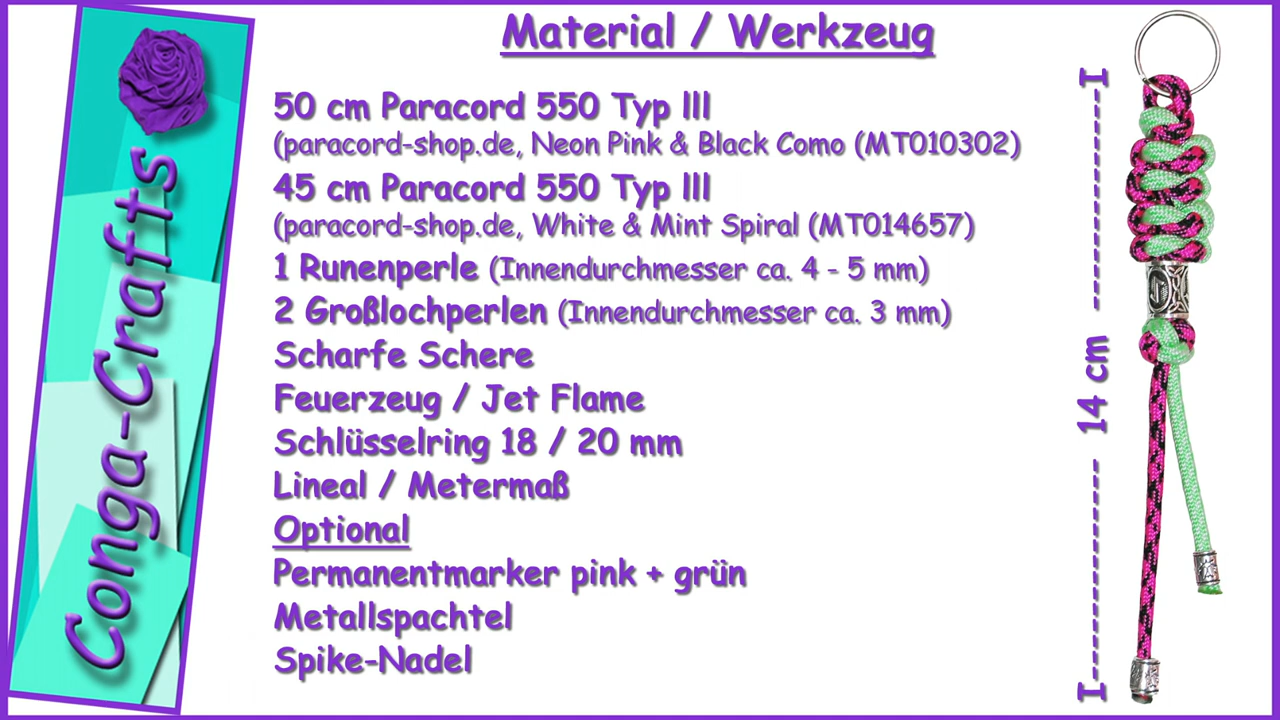 Conga-Crafts
Material / Werkzeug
50 cm Paracord 550 Typ lll
(paracord-shop.de, Neon Pink & Black Como (MT010302)
45 cm Paracord 550 Typ lll
(paracord-shop.de, White & Mint Spiral (MT014657)
1 Runenperle (Innendurchmesser ca. 4 - 5 mm)
2 Großlochperlen (Innendurchmesser ca. 3 mm)
Scharfe Schere
Feuerzeug / Jet Flame
Schlüsselring 18 / 20 mm
Lineal / Metermaß
Optional
Permanentmarker pink + grün
Metallspachtel
Spike-Nadel
I------------- 14 cm -------------I